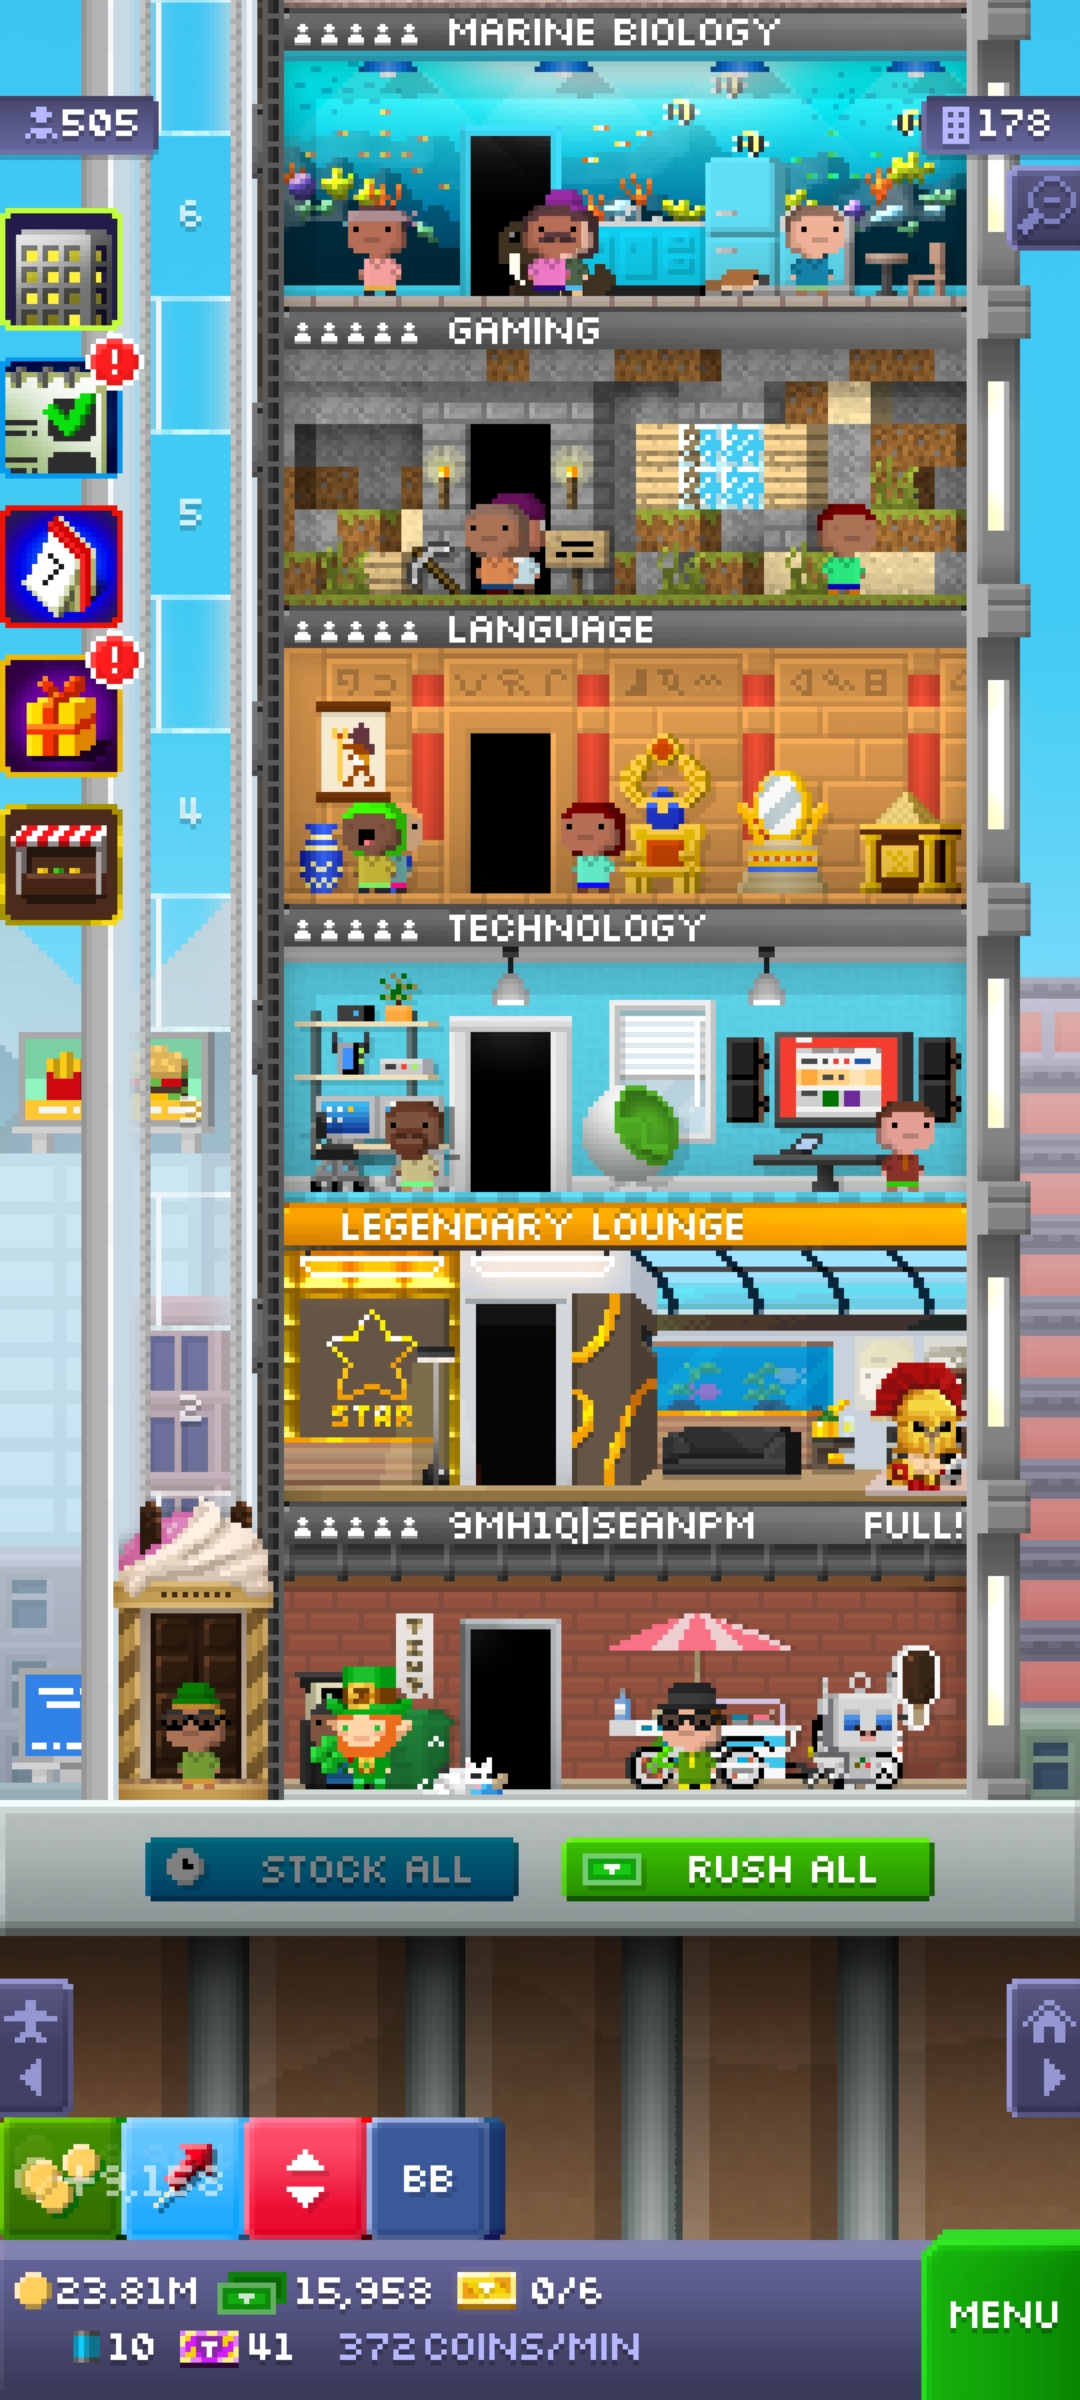 MARINE BIOLOGY
505
178
6
GAMING
5
LANGUAGE
4
TECHNOLOGY
LEGENDARY LOUNGE
2
STAR
9MH1Q|SEANPM FULL!
STOCK ALL
RUSH ALL
BB
23.81M 15,958 0/6
MENU
10 41 372 COINS/MIN